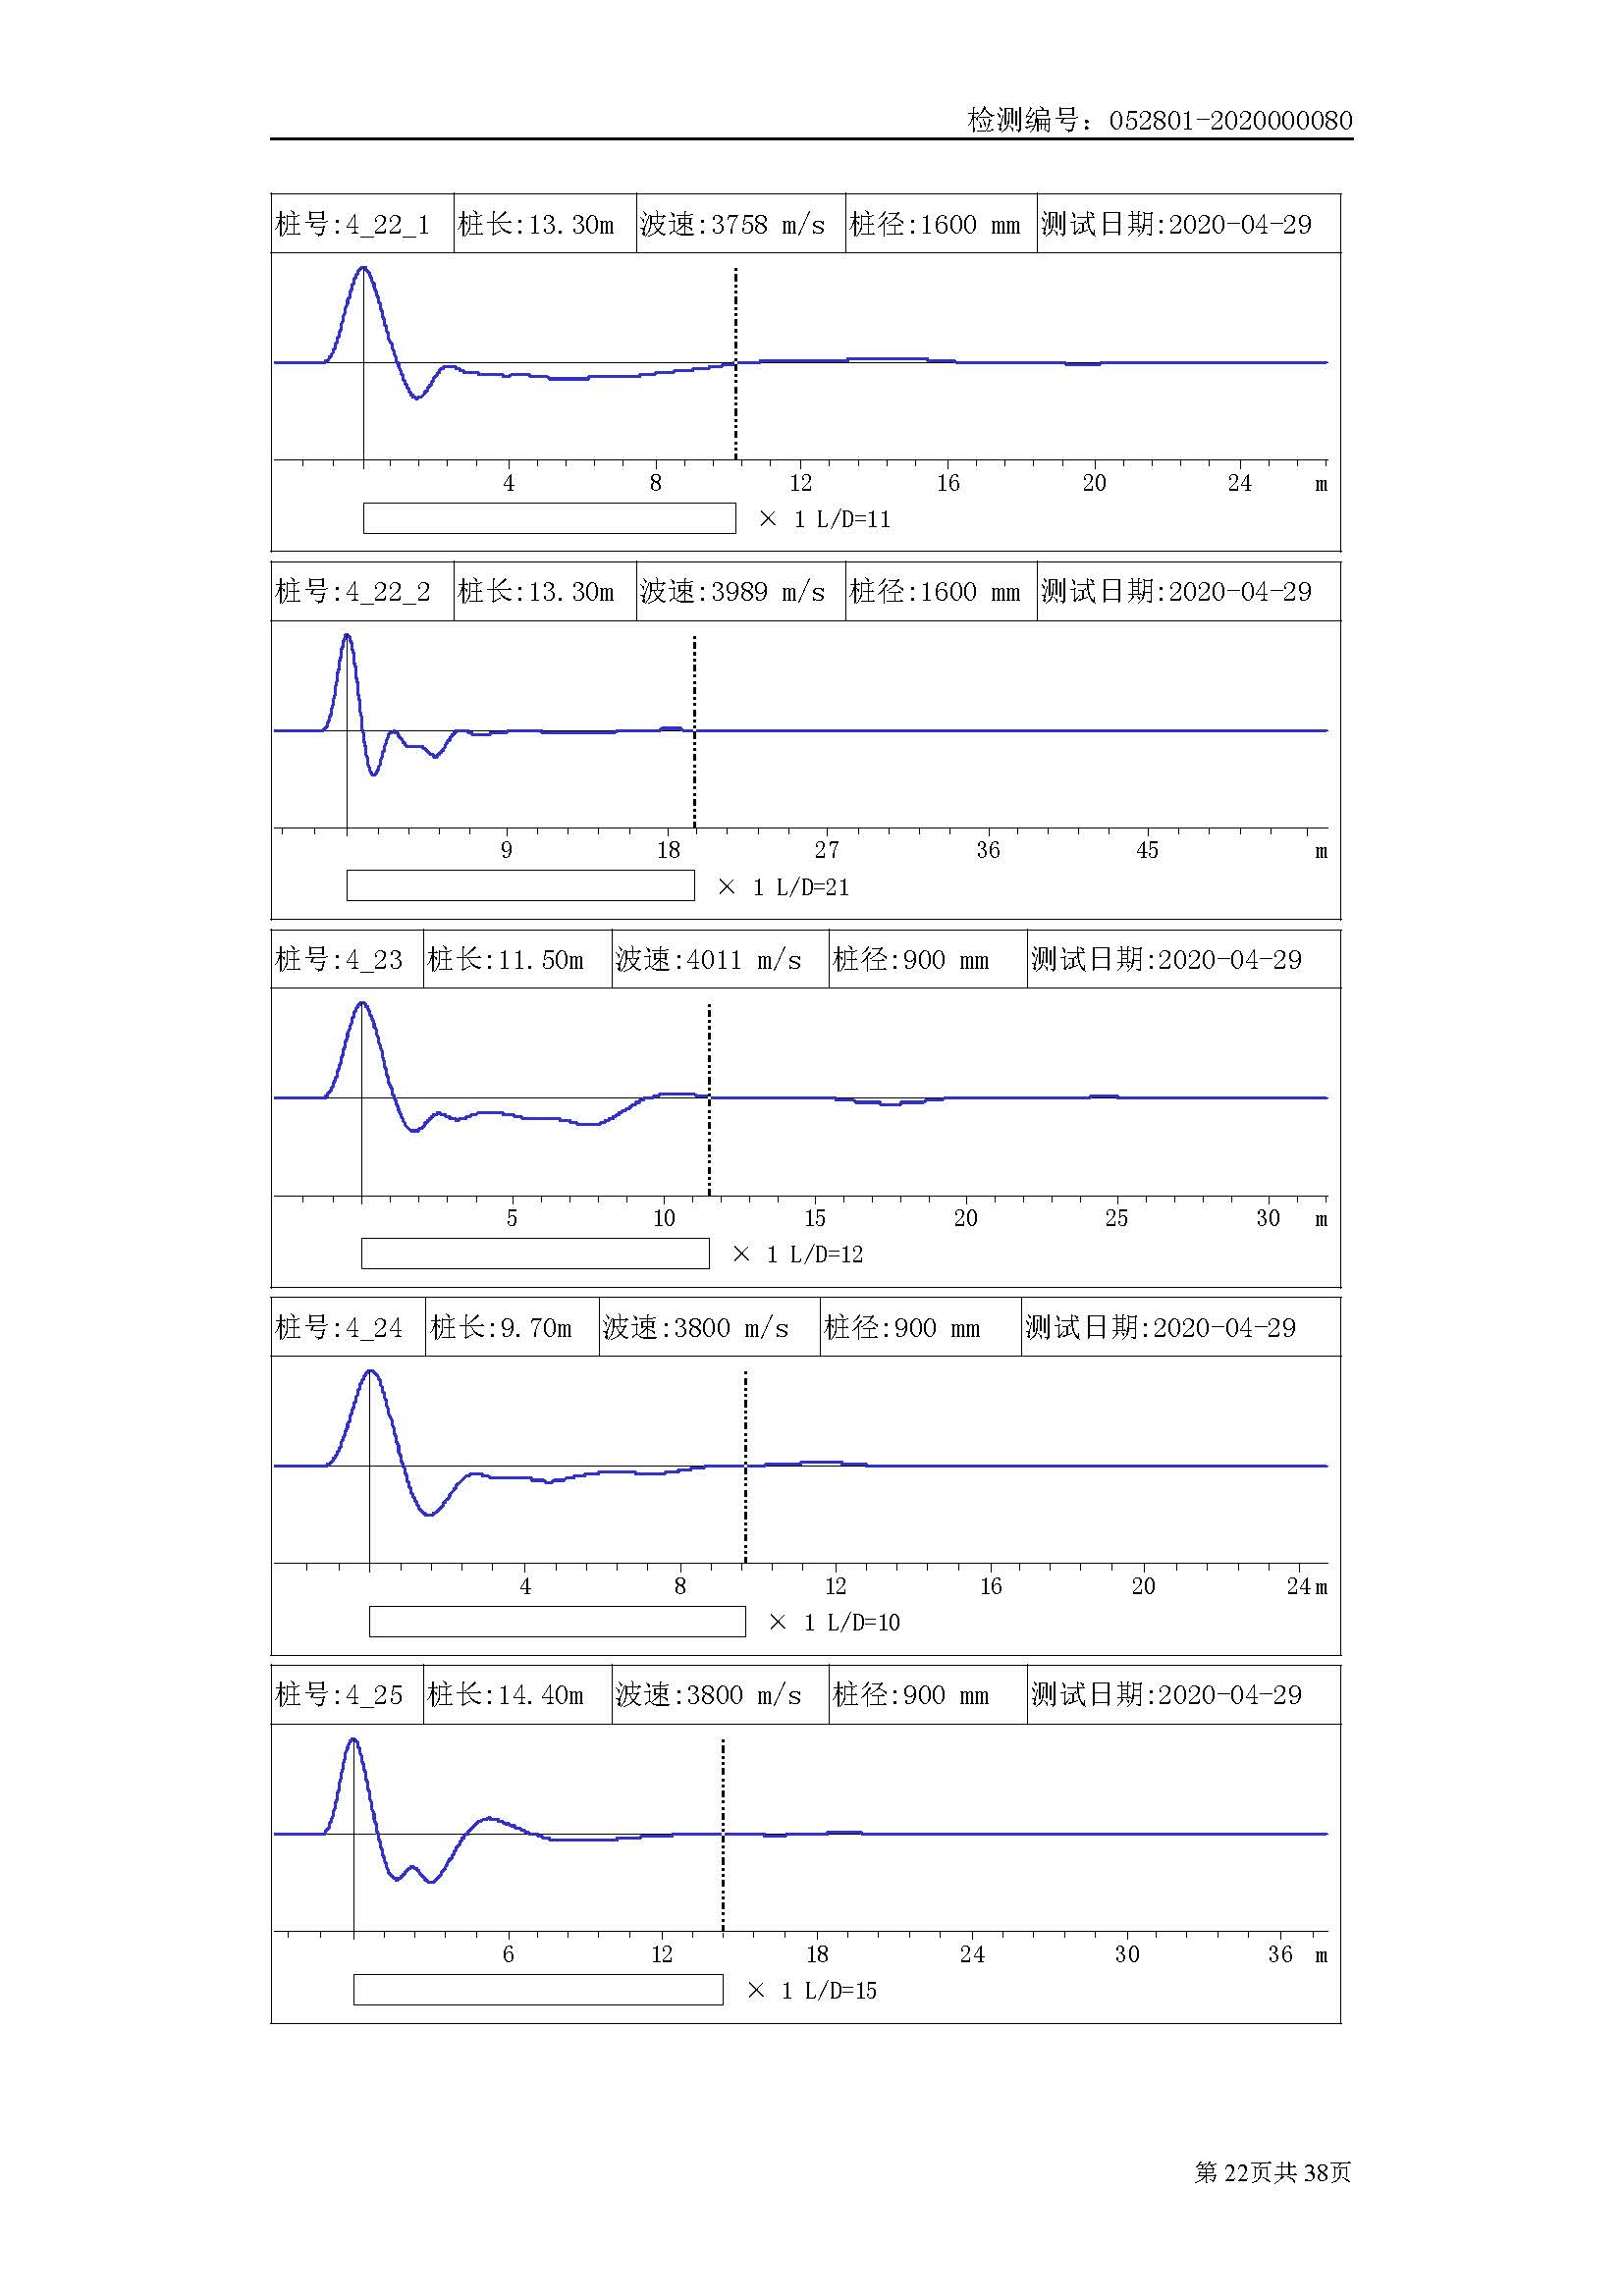 检测编号：052801-2020000080
桩号:4_22_1 桩长:13.30m 波速:3758 m/s 桩径:1600 mm 测试日期:2020-04-29
4 8 12 16 20 24 m
× 1 L/D=11
桩号:4_22_2 桩长:13.30m 波速:3989 m/s 桩径:1600 mm 测试日期:2020-04-29
9 18 27 36 45 m
× 1 L/D=21
桩号:4_23 桩长:11.50m 波速:4011 m/s 桩径:900 mm 测试日期:2020-04-29
5 10 15 20 25 30 m
× 1 L/D=12
桩号:4_24 桩长:9.70m 波速:3800 m/s 桩径:900 mm 测试日期:2020-04-29
4 8 12 16 20 24 m
× 1 L/D=10
桩号:4_25 桩长:14.40m 波速:3800 m/s 桩径:900 mm 测试日期:2020-04-29
6 12 18 24 30 36 m
× 1 L/D=15
第 22页共 38页